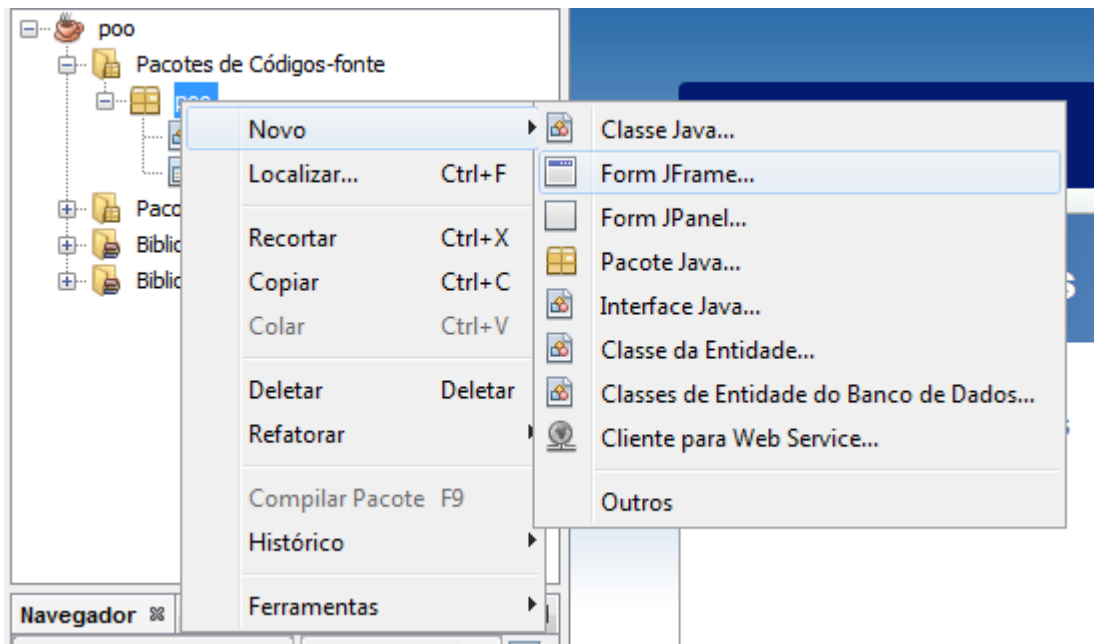 poo
Pacotes de Códigos-fonte
Novo
Localizar... Ctrl+F
Recortar Ctrl+X
Copiar Ctrl+C
Colar Ctrl+V
Deletar Deletar
Refatorar
Compilar Pacote F9
Histórico
Ferramentas
Classe Java...
Form JFrame...
Form JPanel...
Pacote Java...
Interface Java...
Classe da Entidade...
Classes de Entidade do Banco de Dados...
Cliente para Web Service...
Outros
Navegador